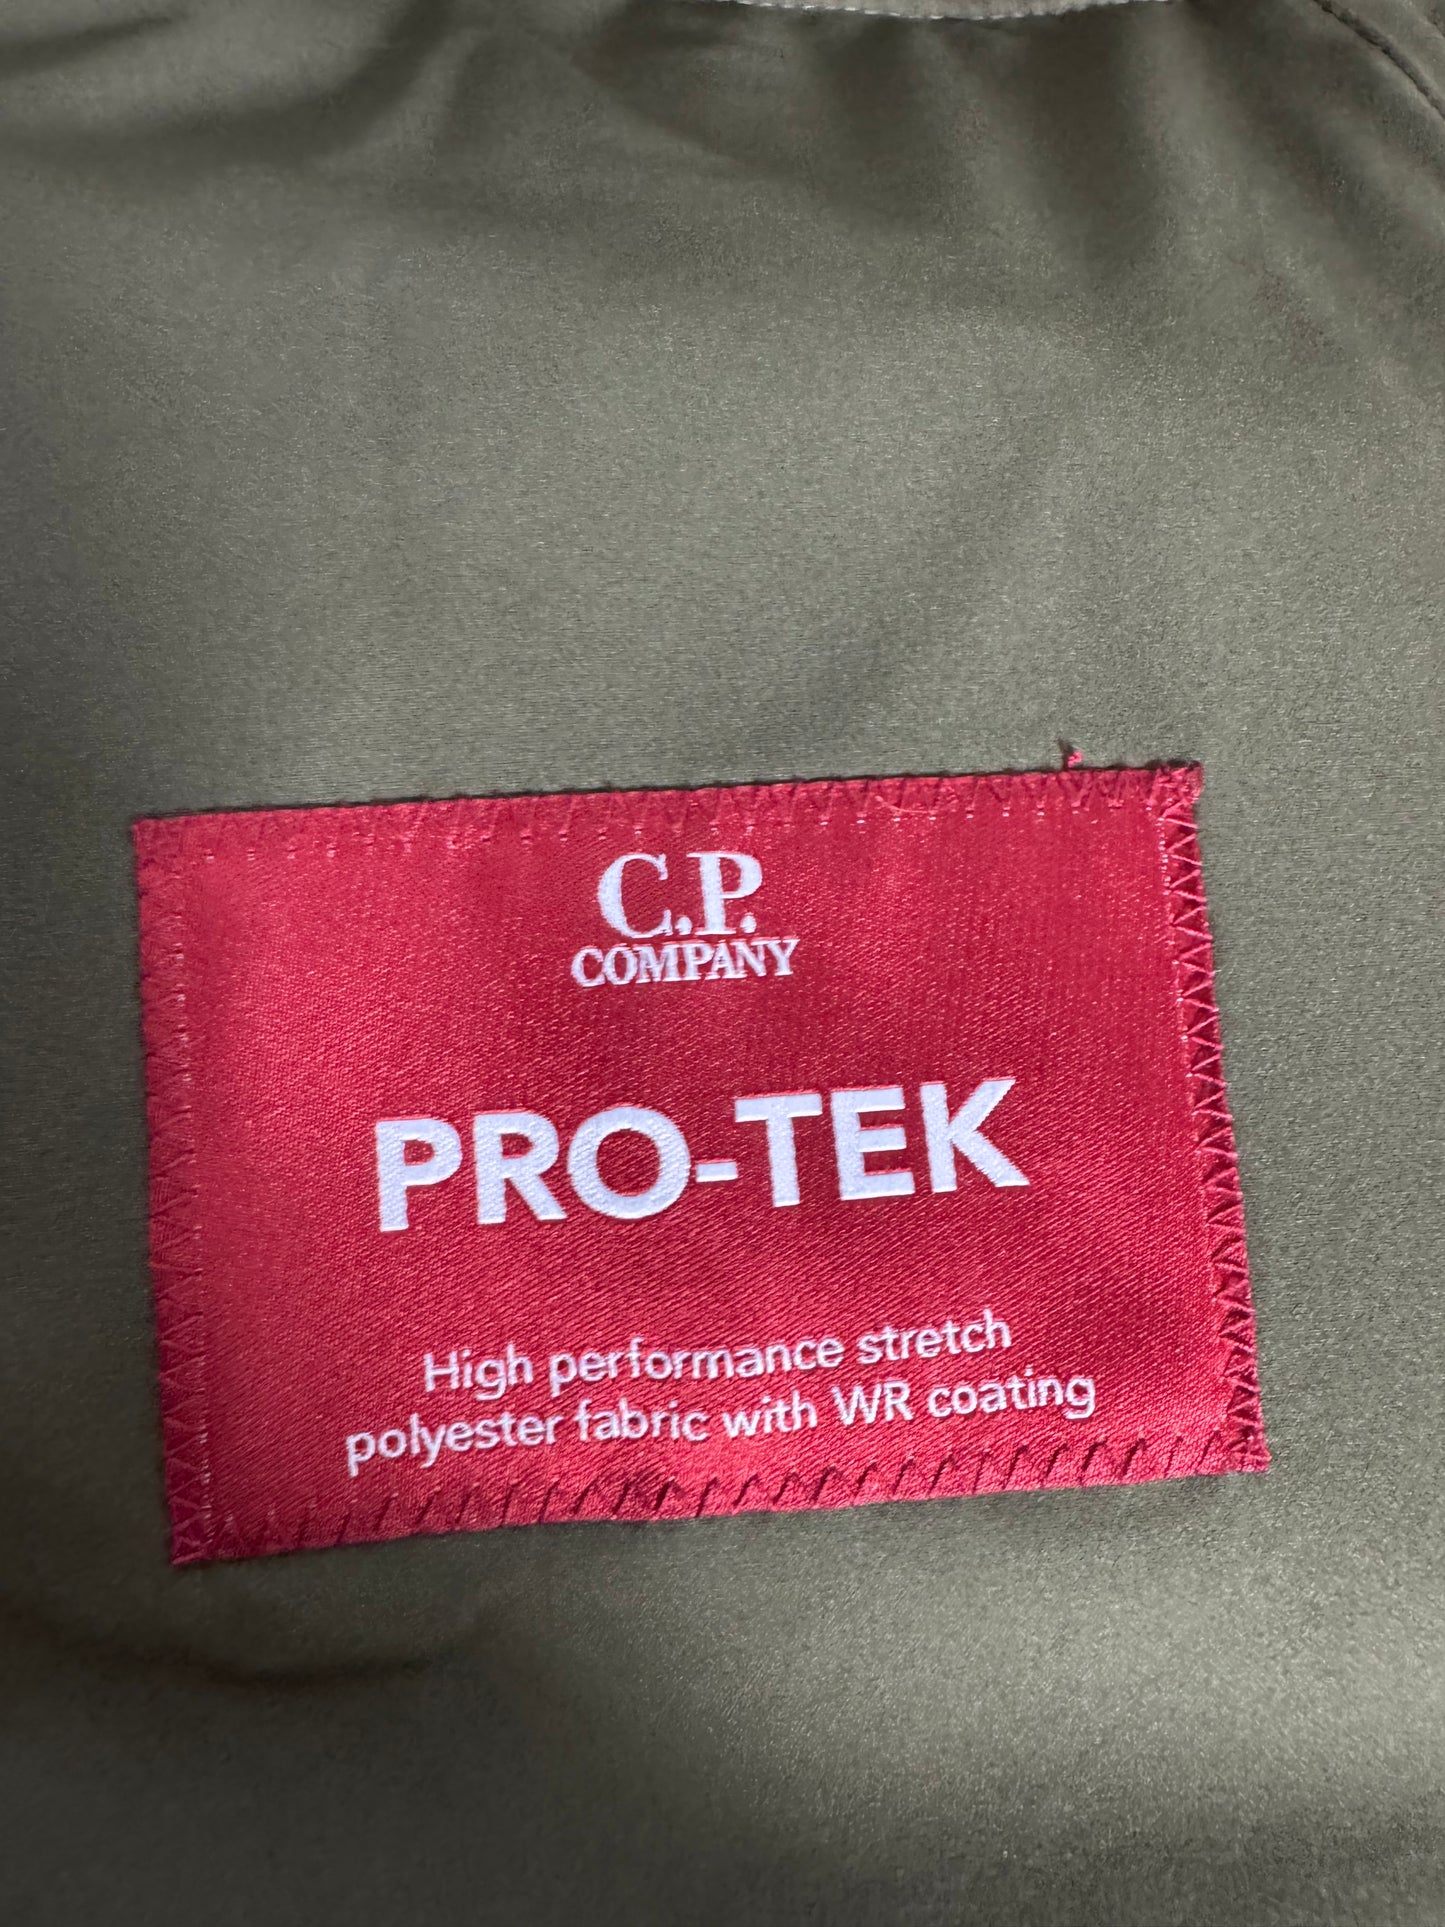 C.P.
COMPANY
PRO-TEK
High performance stretch
polyester fabric with WR coating